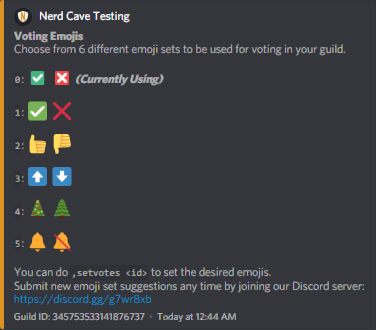 Nerd Cave Testing
Voting Emojis
Choose from 6 different emoji sets to be used for voting in your guild.
0: ✅ ❎ (Currently Using)
1: ✅ ❌
2: 👍 👎
3: ⬆️ ⬇️
4: 🎄 🌲
5: 🔔 🔕
You can do ,setvotes <id> to set the desired emojis.
Submit new emoji set suggestions any time by joining our Discord server:
https://discord.gg/g7wr8xb
Guild ID: 345753533141876737 • Today at 12:44 AM